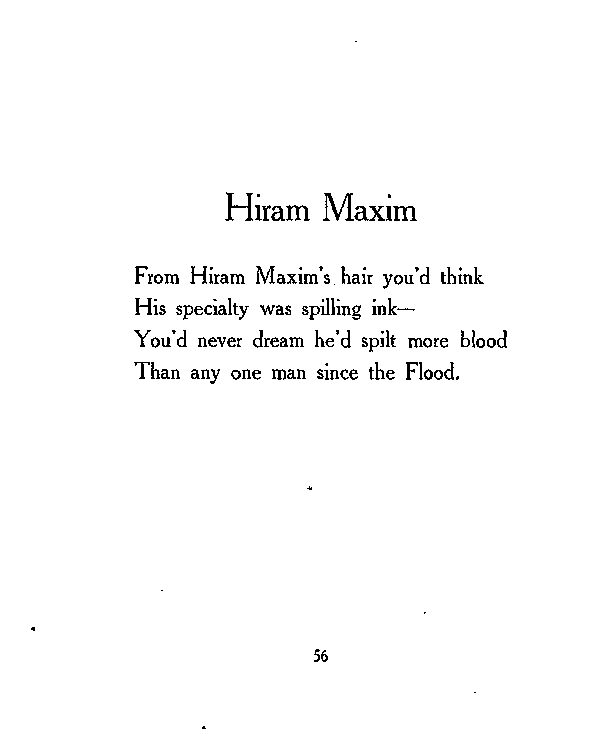 Hiram Maxim
From Hiram Maxim's hair you'd think
His specialty was spilling ink—
You'd never dream he'd spilt more blood
Than any one man since the Flood.
56